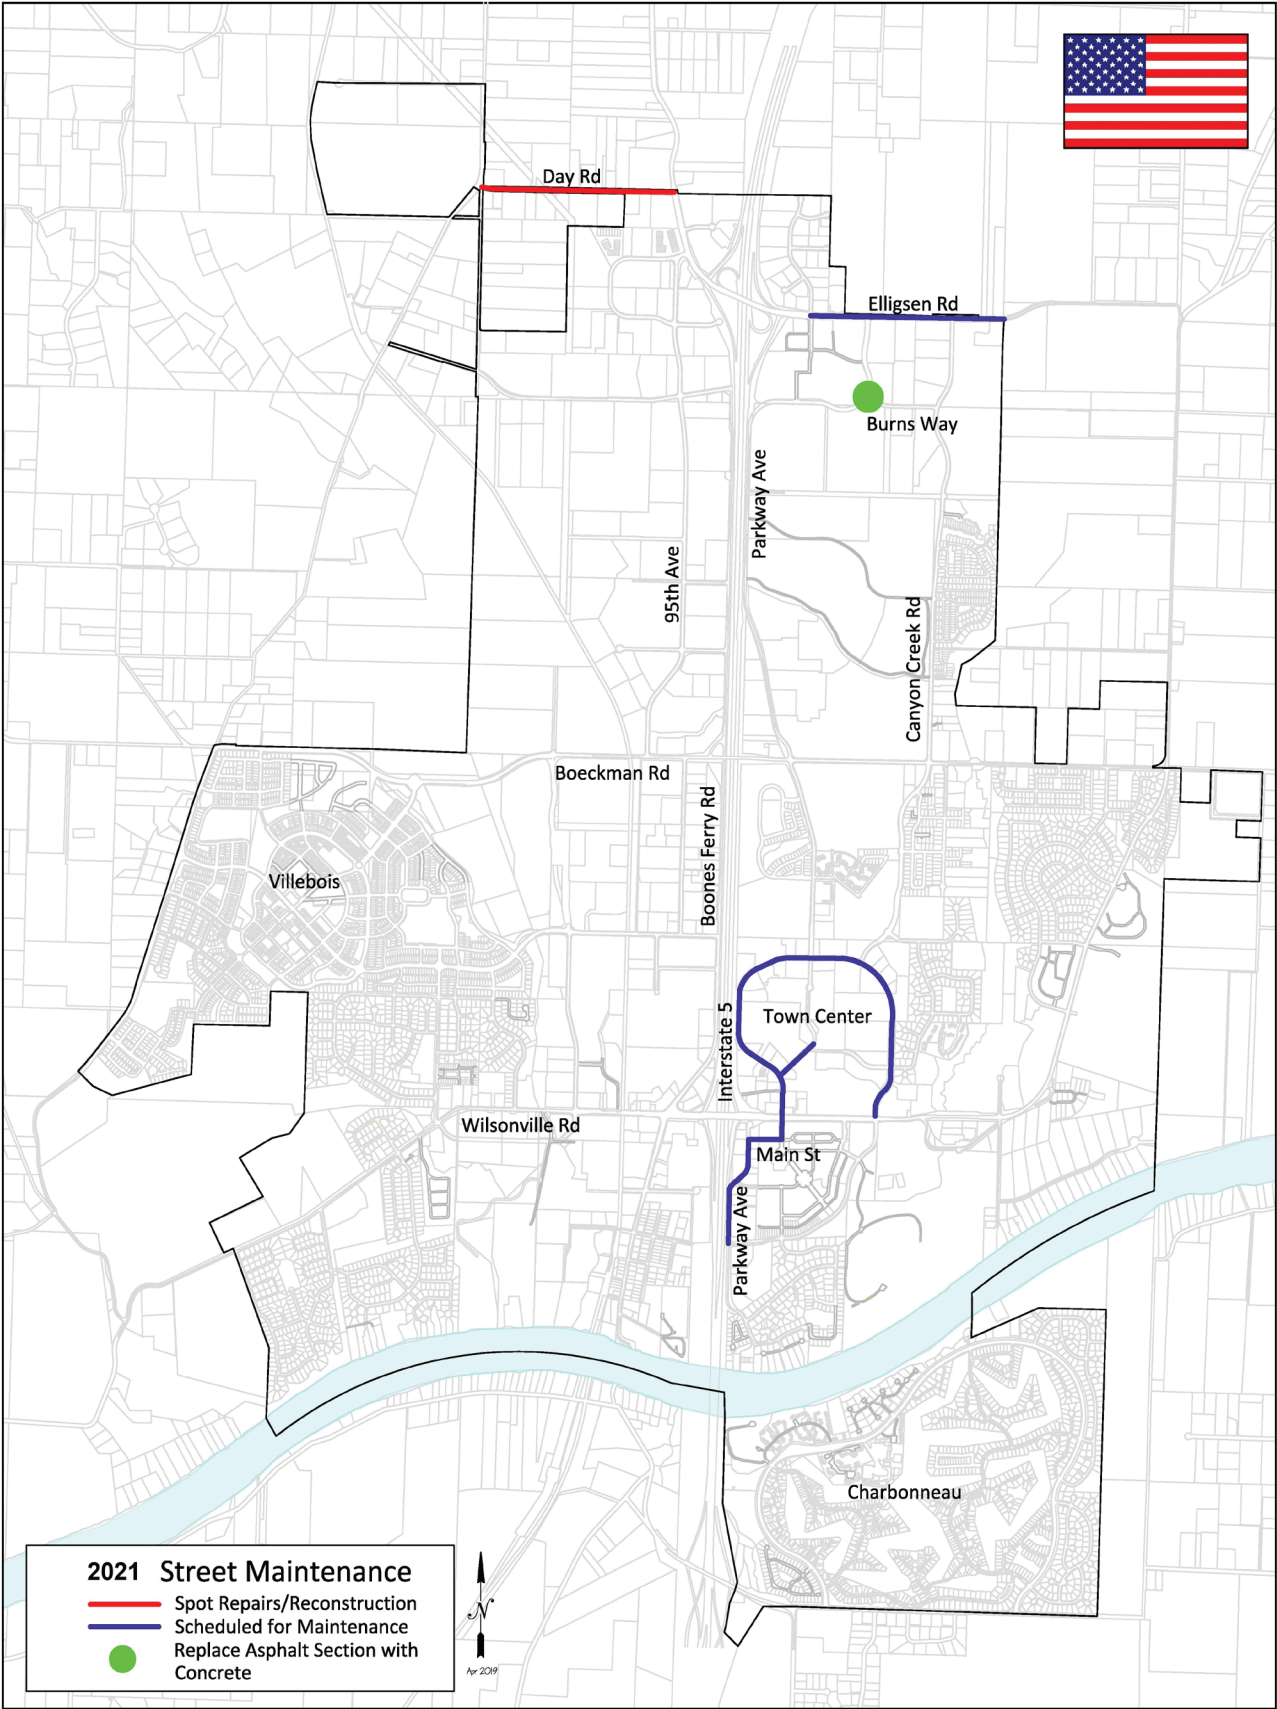 Day Rd
Elligsen Rd
Burns Way
Parkway Ave
95th Ave
Canyon Creek Rd
Boeckman Rd
Boones Ferry Rd
Villebois
Interstate 5
Town Center
Wilsonville Rd
Main St
Parkway Ave
Charbonneau
2021 Street Maintenance
Spot Repairs/Reconstruction
Scheduled for Maintenance
Replace Asphalt Section with
Concrete
N
Apr 2019